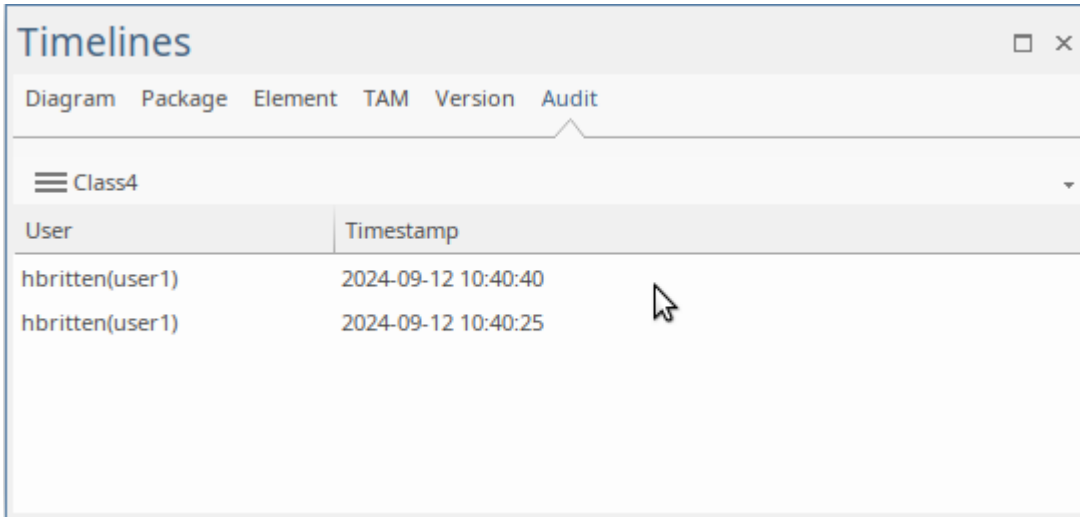 Timelines
Diagram Package Element TAM Version Audit
Class4
User Timestamp
hbritten(user1) 2024-09-12 10:40:40
hbritten(user1) 2024-09-12 10:40:25